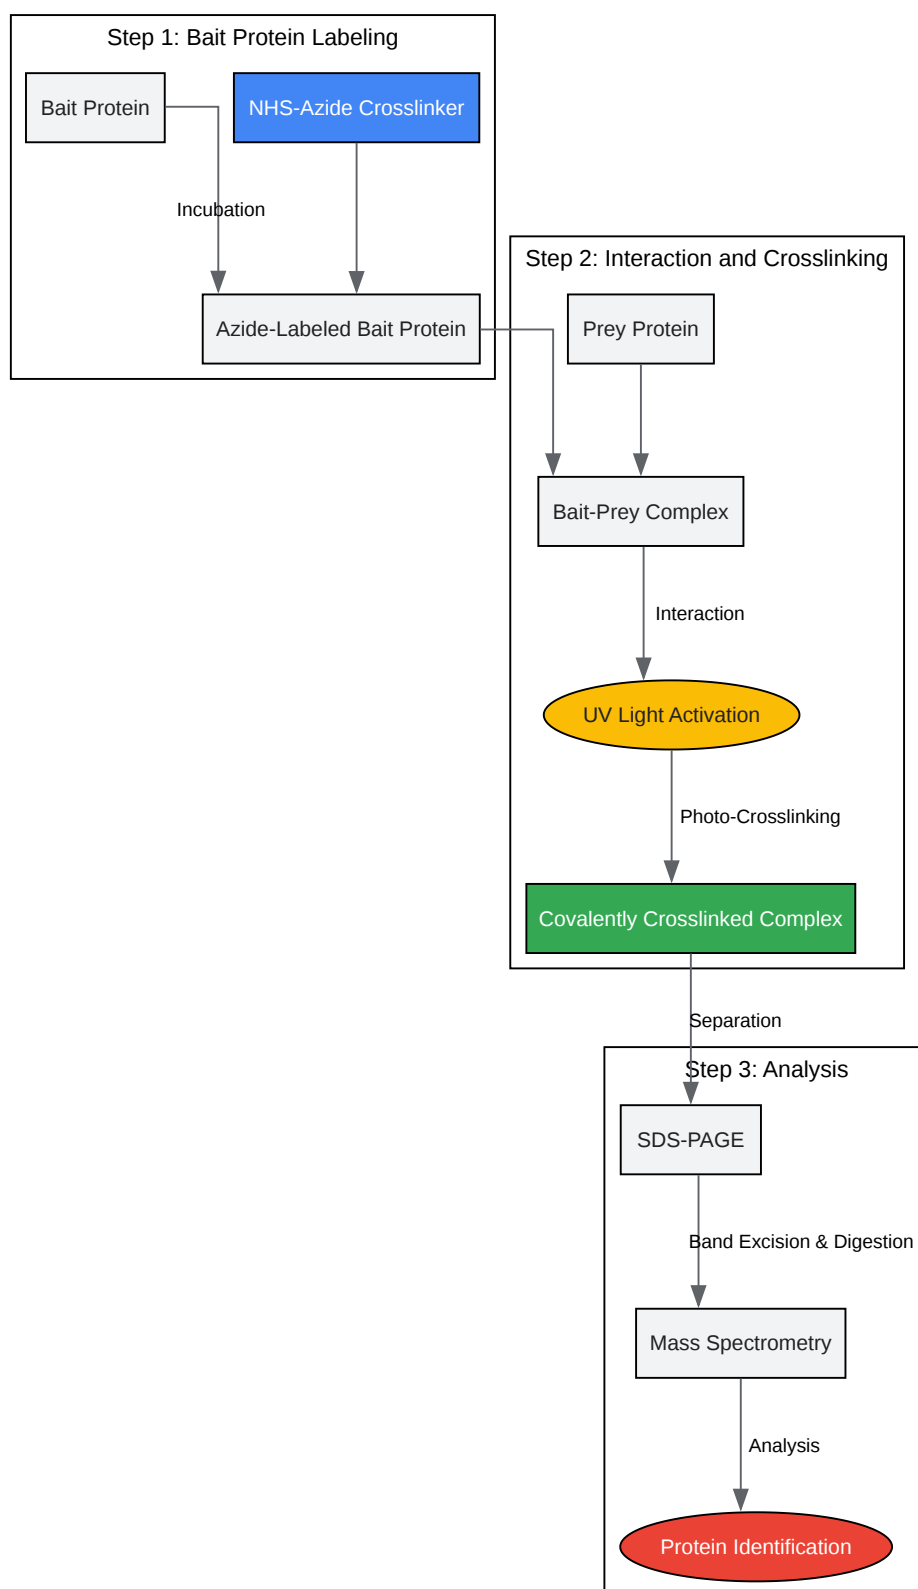 Step 1: Bait Protein Labeling
Bait Protein
NHS-Azide Crosslinker
Incubation
Azide-Labeled Bait Protein
Step 2: Interaction and Crosslinking
Prey Protein
Bait-Prey Complex
Interaction
UV Light Activation
Photo-Crosslinking
Covalently Crosslinked Complex
Separation
Step 3: Analysis
SDS-PAGE
Band Excision & Digestion
Mass Spectrometry
Analysis
Protein Identification